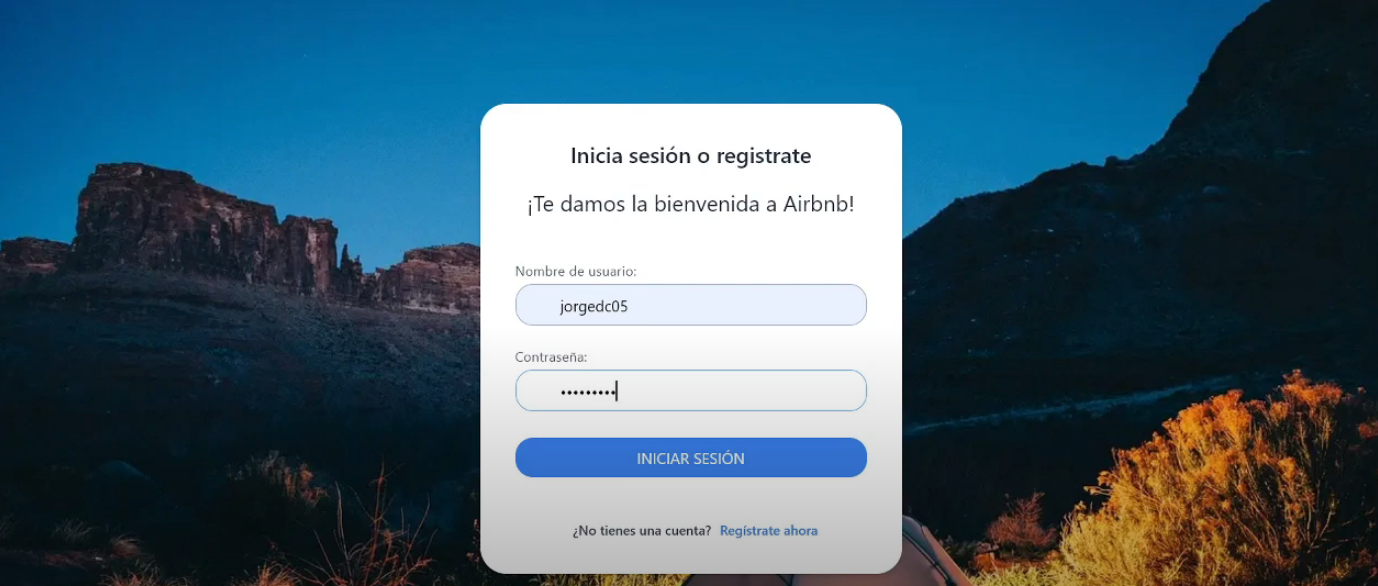 Inicia sesión o registrate
¡Te damos la bienvenida a Airbnb!
Nombre de usuario:
jorgedc05
Contraseña:
•••••••••
INICIAR SESIÓN
¿No tienes una cuenta? Regístrate ahora